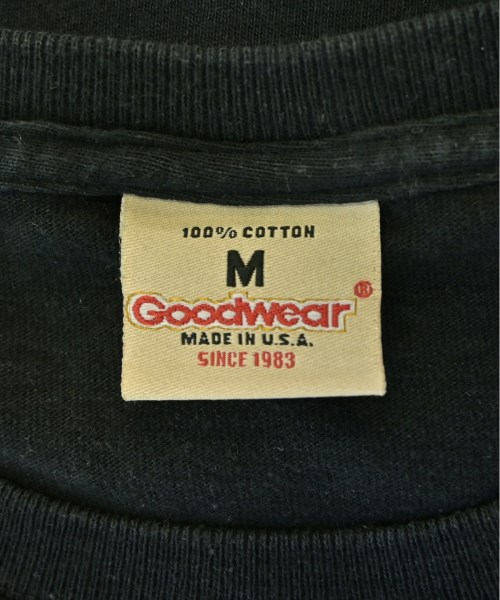 100% COTTON
M
Goodwear®
MADE IN U.S.A.
SINCE 1983